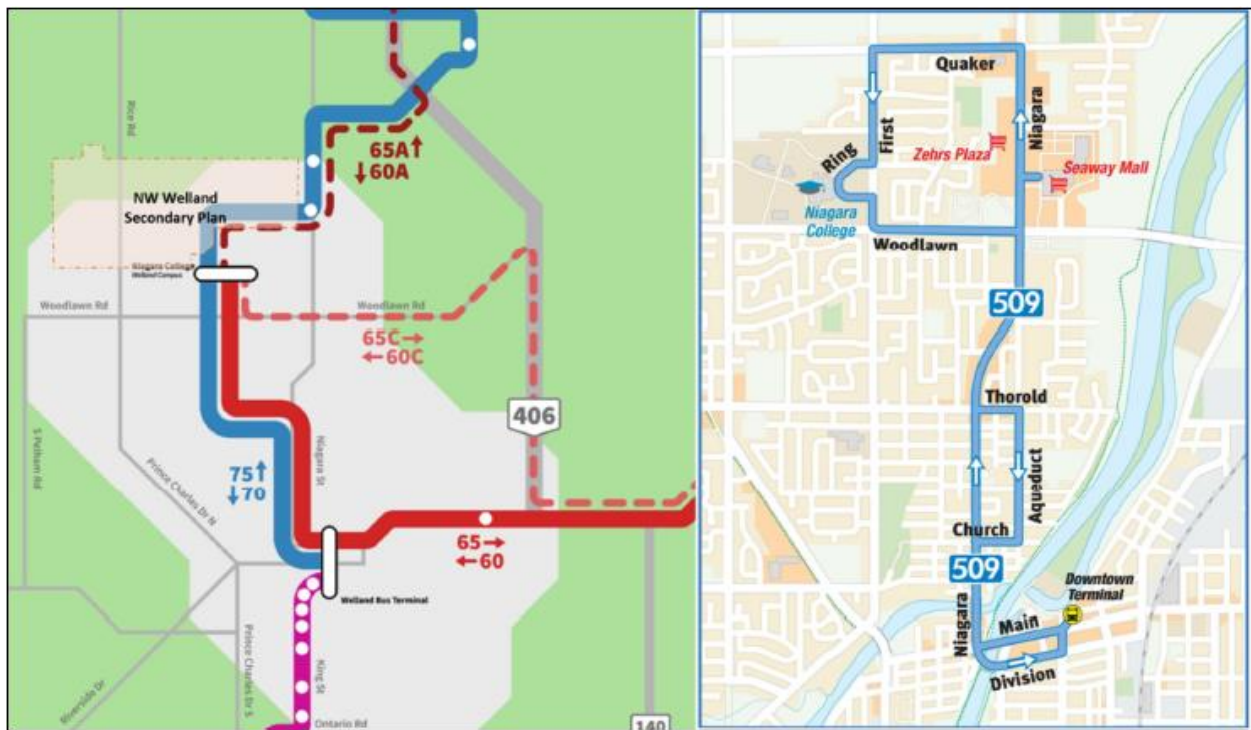 Rice Rd
65A↑
↓60A
NW Welland
Secondary Plan
Niagara College
Welland Campus
Woodlawn Rd
Woodlawn Rd
65C→
←60C
406
S Pelham Rd
Niagara St
Prince Charles Dr N
75↑
↓70
65→
←60
Welland Bus Terminal
Prince Charles Dr S
King St
Riverside Dr
Ontario Rd
140
Quaker
First
Niagara
Ring
Zehrs Plaza
Seaway Mall
Niagara
College
Woodlawn
509
Thorold
Aqueduct
Church
509
Downtown
Terminal
Niagara
Main
Division